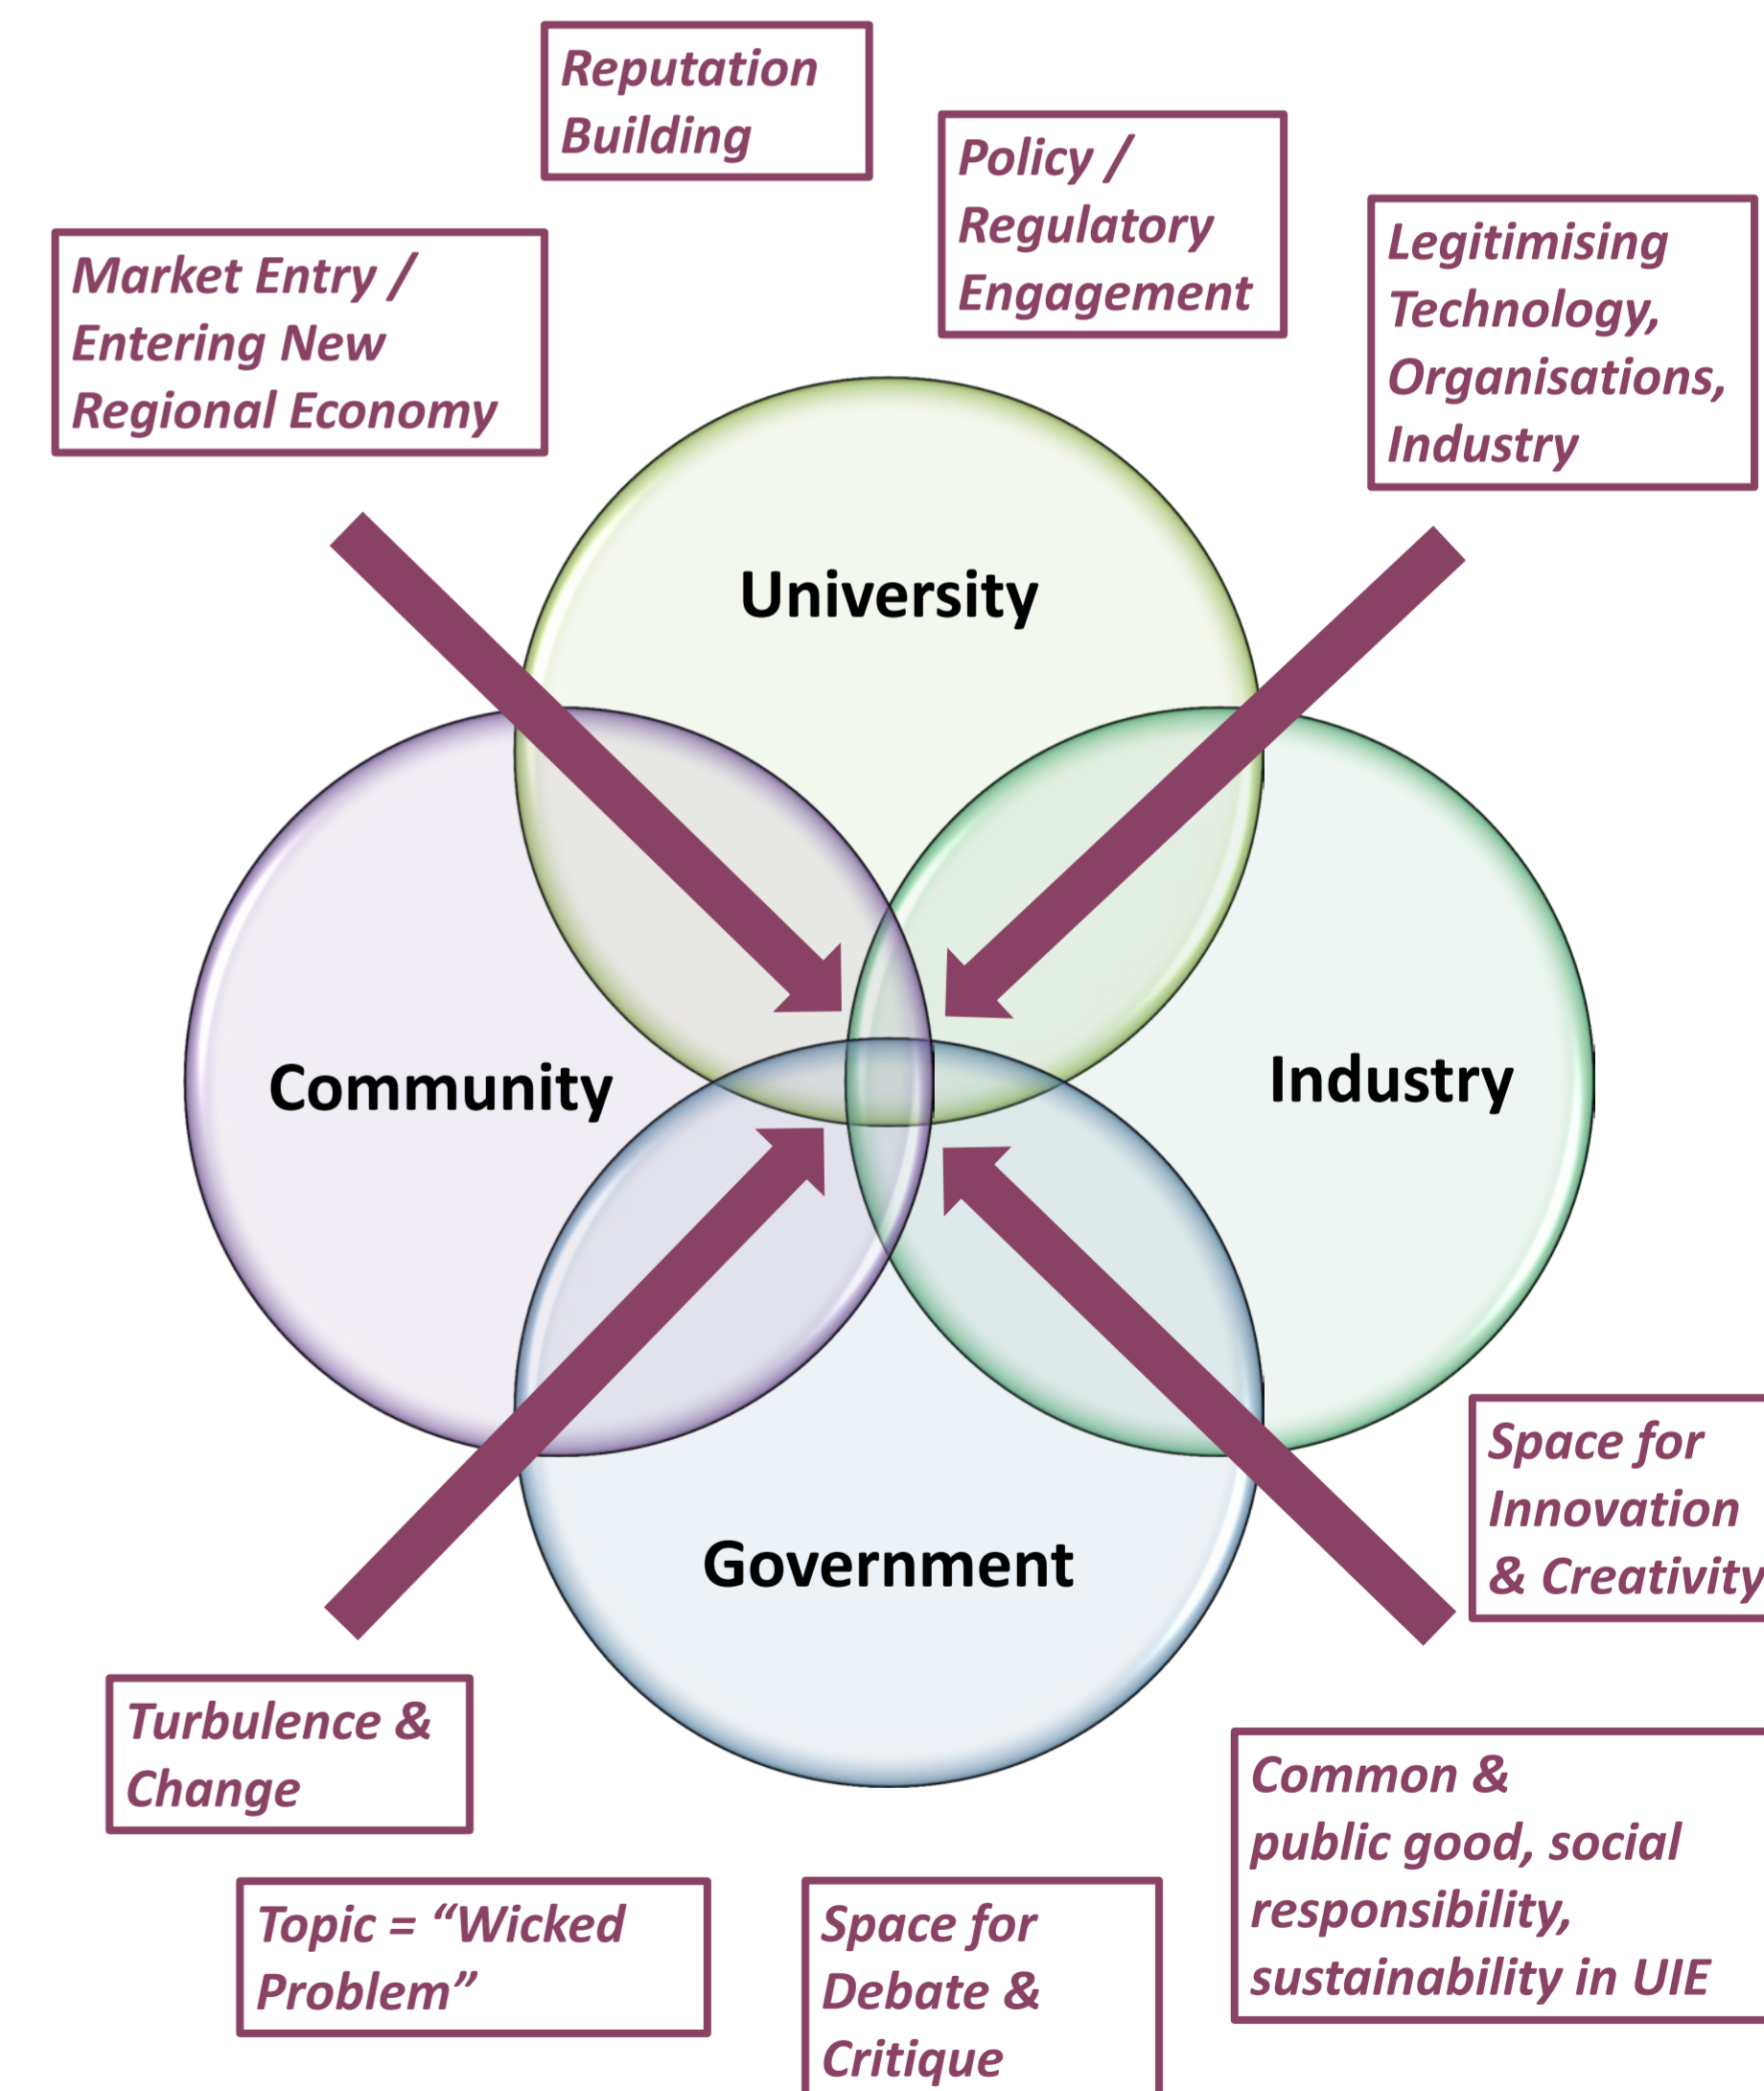 Reputation
Building
Policy /
Regulatory
Engagement
Legitimising
Technology,
Organisations,
Industry
Market Entry /
Entering New
Regional Economy
University
Community
Industry
Government
Space for
Innovation
& Creativity
Turbulence &
Change
Common &
public good, social
responsibility,
sustainability in UIE
Topic = “Wicked
Problem”
Space for
Debate &
Critique